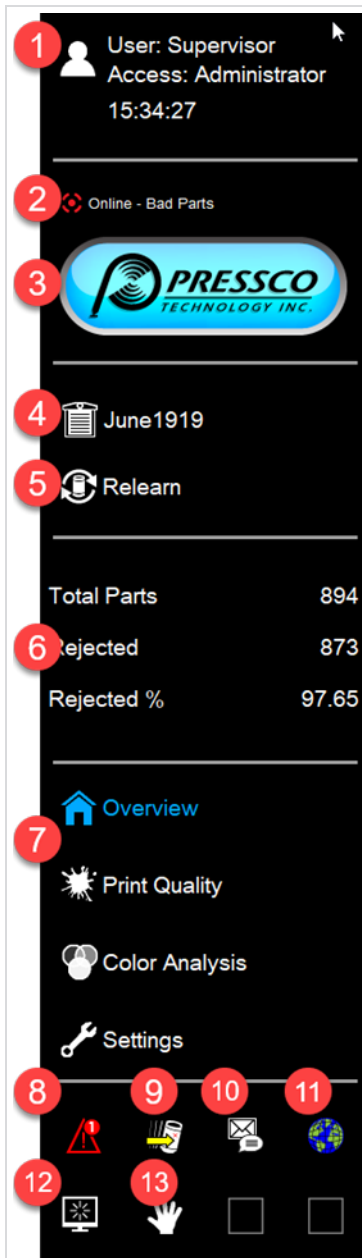 1
User: Supervisor
Access: Administrator
15:34:27
2
Online - Bad Parts
3
PRESSCO
TECHNOLOGY INC.
4
June1919
5
Relearn
Total Parts 894
6
Rejected 873
Rejected % 97.65
Overview
7
Print Quality
Color Analysis
Settings
8 9 10 11
1
12 13